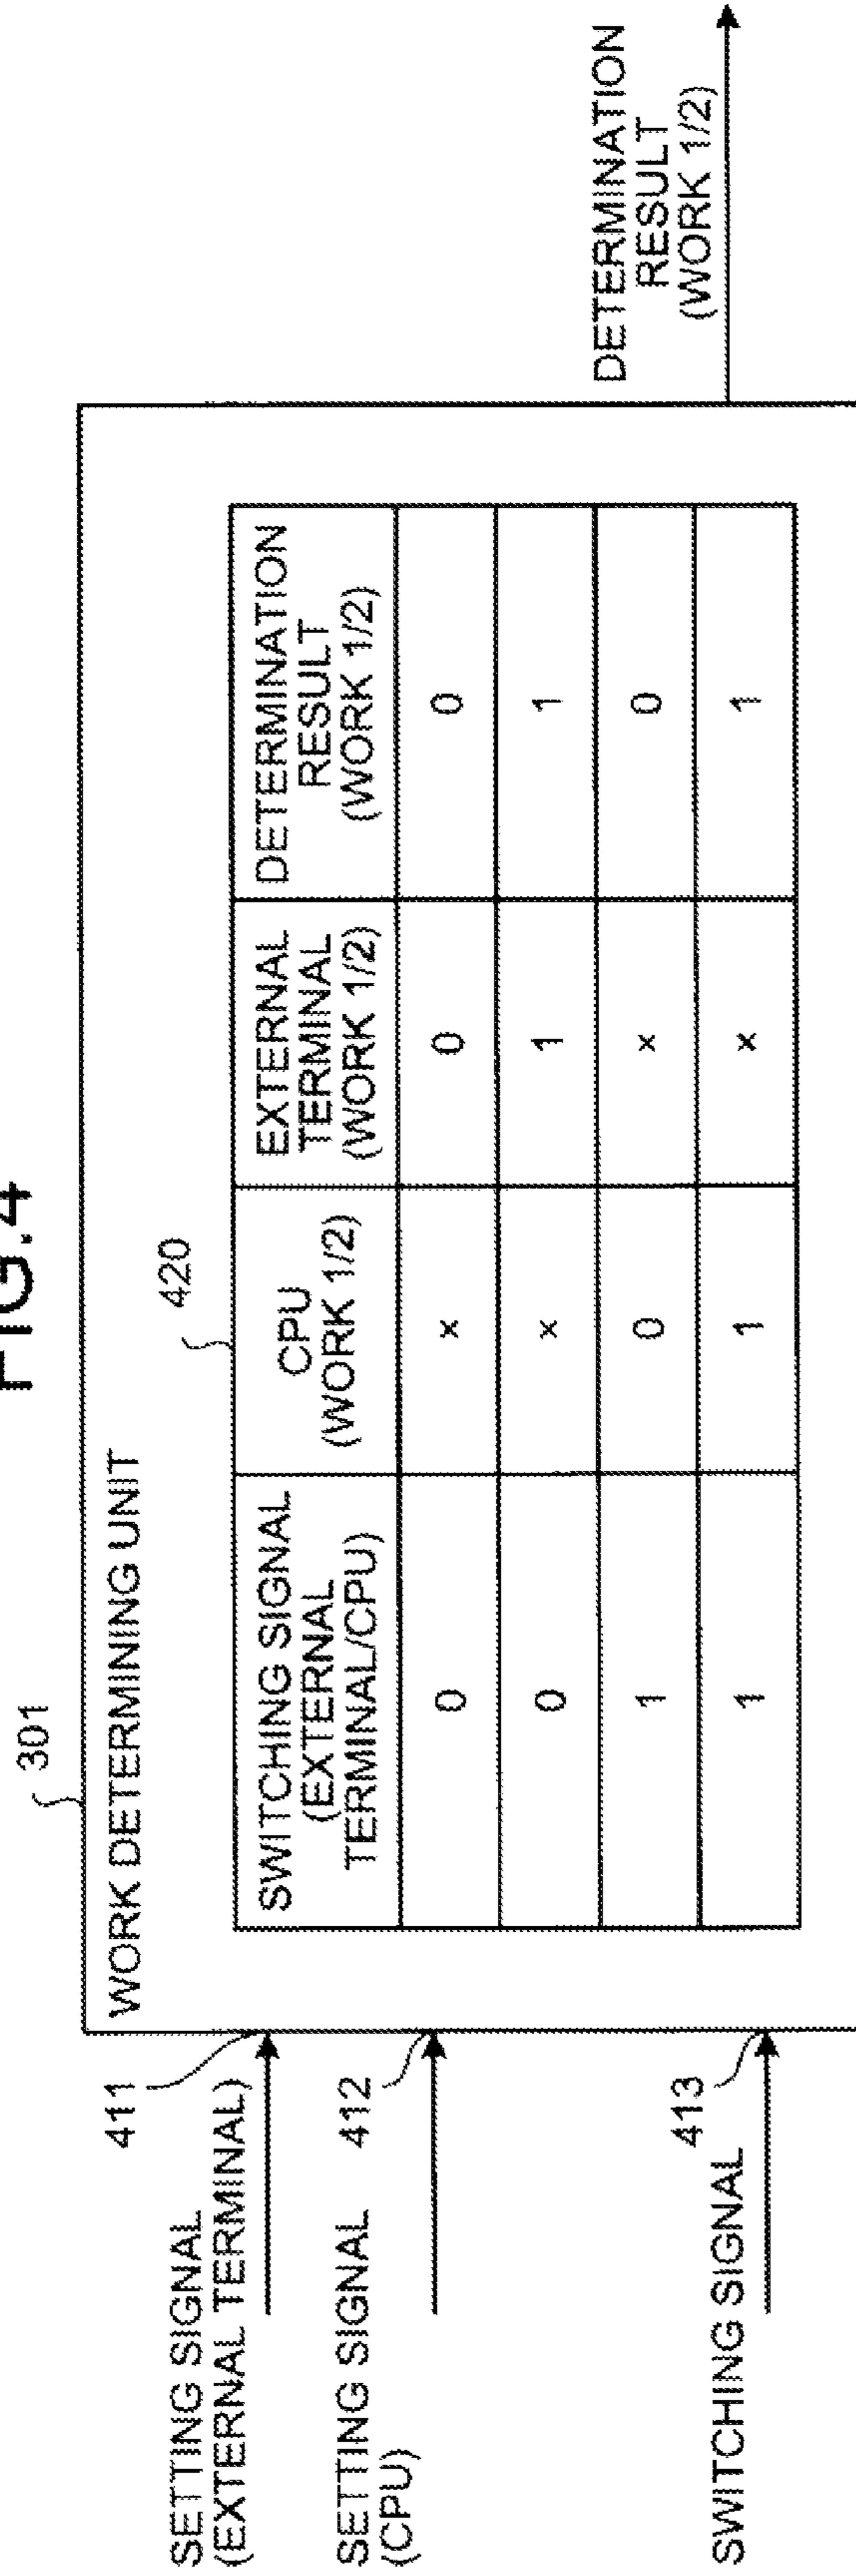 FIG.4
301
WORK DETERMINING UNIT
420
SETTING SIGNAL
(EXTERNAL TERMINAL)
411
SETTING SIGNAL
(CPU)
412
SWITCHING SIGNAL
413
SWITCHING SIGNAL
(EXTERNAL
TERMINAL/CPU)
CPU
(WORK 1/2)
EXTERNAL
TERMINAL
(WORK 1/2)
DETERMINATION
RESULT
(WORK 1/2)
0 × 0 0
0 × 1 1
1 0 × 0
1 1 × 1
DETERMINATION
RESULT
(WORK 1/2)